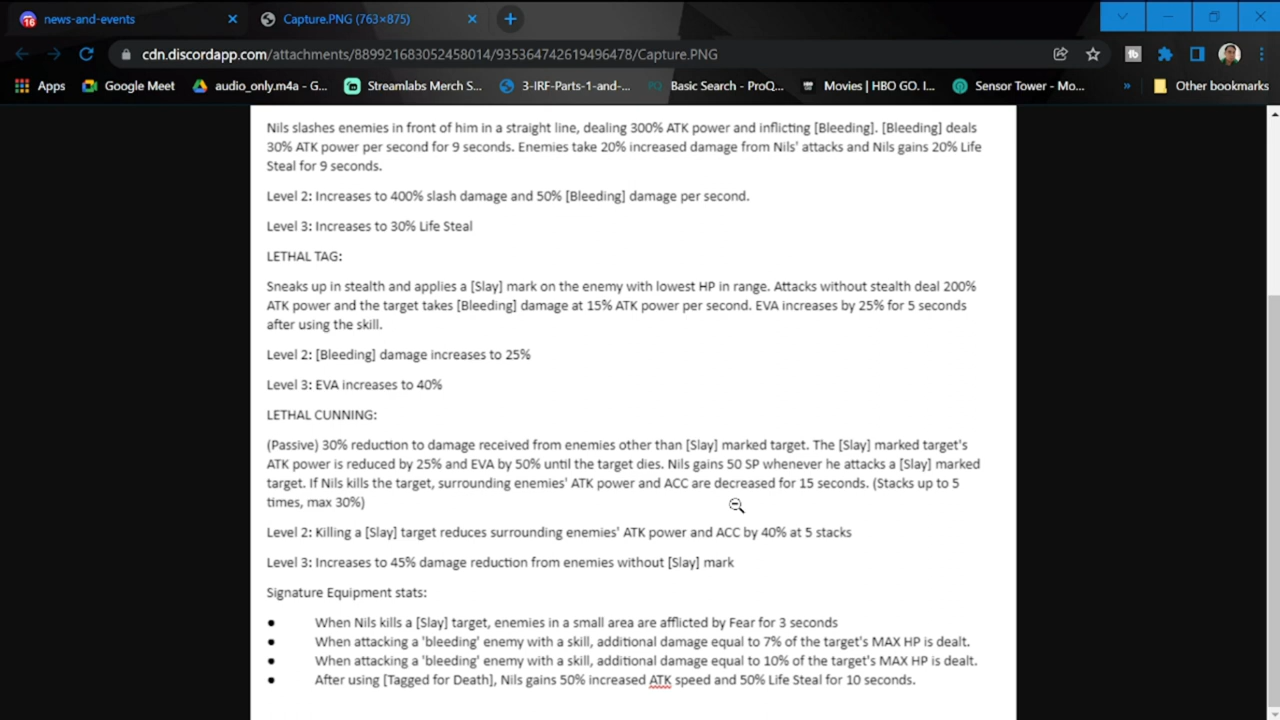 16
news-and-events
Capture.PNG (763×875)
cdn.discordapp.com/attachments/889921683052458014/935364742619496478/Capture.PNG
Apps
Google Meet
audio_only.m4a - G...
Streamlabs Merch S...
3-IRF-Parts-1-and-...
PQ
Basic Search - ProQ...
Movies | HBO GO. I...
Sensor Tower - Mo...
»
Other bookmarks
Nils slashes enemies in front of him in a straight line, dealing 300% ATK power and inflicting [Bleeding]. [Bleeding] deals
30% ATK power per second for 9 seconds. Enemies take 20% increased damage from Nils' attacks and Nils gains 20% Life
Steal for 9 seconds.
Level 2: Increases to 400% slash damage and 50% [Bleeding] damage per second.
Level 3: Increases to 30% Life Steal
LETHAL TAG:
Sneaks up in stealth and applies a [Slay] mark on the enemy with lowest HP in range. Attacks without stealth deal 200%
ATK power and the target takes [Bleeding] damage at 15% ATK power per second. EVA increases by 25% for 5 seconds
after using the skill.
Level 2: [Bleeding] damage increases to 25%
Level 3: EVA increases to 40%
LETHAL CUNNING:
(Passive) 30% reduction to damage received from enemies other than [Slay] marked target. The [Slay] marked target's
ATK power is reduced by 25% and EVA by 50% until the target dies. Nils gains 50 SP whenever he attacks a [Slay] marked
target. If Nils kills the target, surrounding enemies' ATK power and ACC are decreased for 15 seconds. (Stacks up to 5
times, max 30%)
Level 2: Killing a [Slay] target reduces surrounding enemies' ATK power and ACC by 40% at 5 stacks
Level 3: Increases to 45% damage reduction from enemies without [Slay] mark
Signature Equipment stats:
● When Nils kills a [Slay] target, enemies in a small area are afflicted by Fear for 3 seconds
● When attacking a 'bleeding' enemy with a skill, additional damage equal to 7% of the target's MAX HP is dealt.
● When attacking a 'bleeding' enemy with a skill, additional damage equal to 10% of the target's MAX HP is dealt.
● After using [Tagged for Death], Nils gains 50% increased ATK speed and 50% Life Steal for 10 seconds.